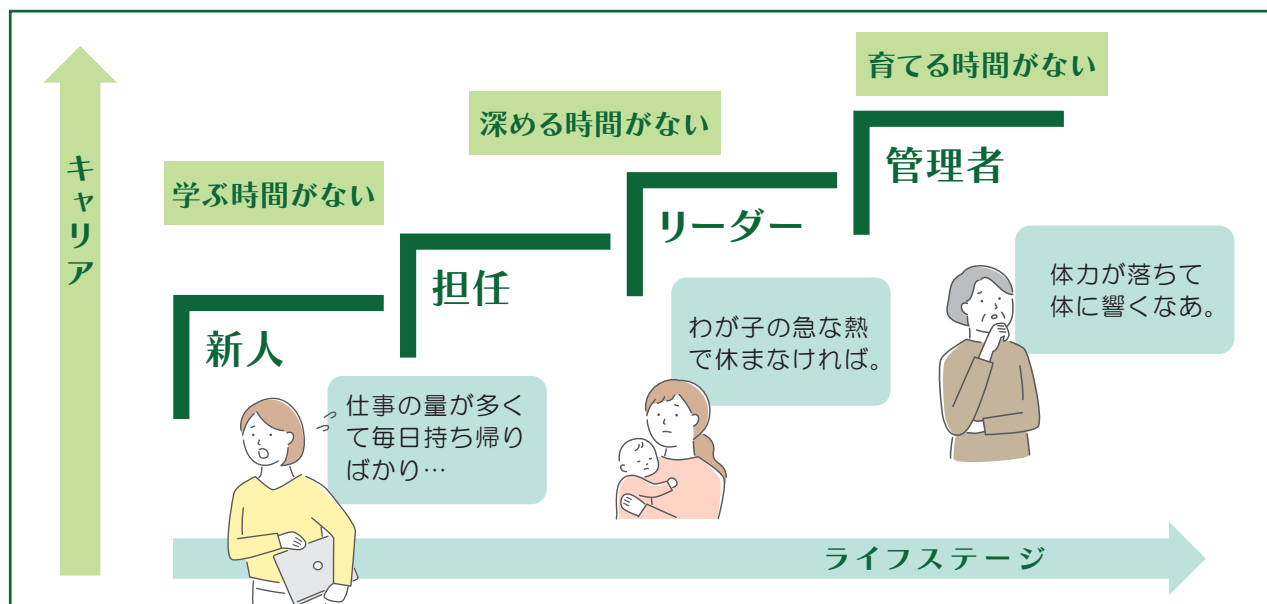 キャリア
学ぶ時間がない
深める時間がない
育てる時間がない
新人
担任
リーダー
管理者
仕事の量が多く
て毎日持ち帰り
ばかり…
わが子の急な熱
で休まなければ。
体力が落ちて
体に響くなあ。
ライフステージ